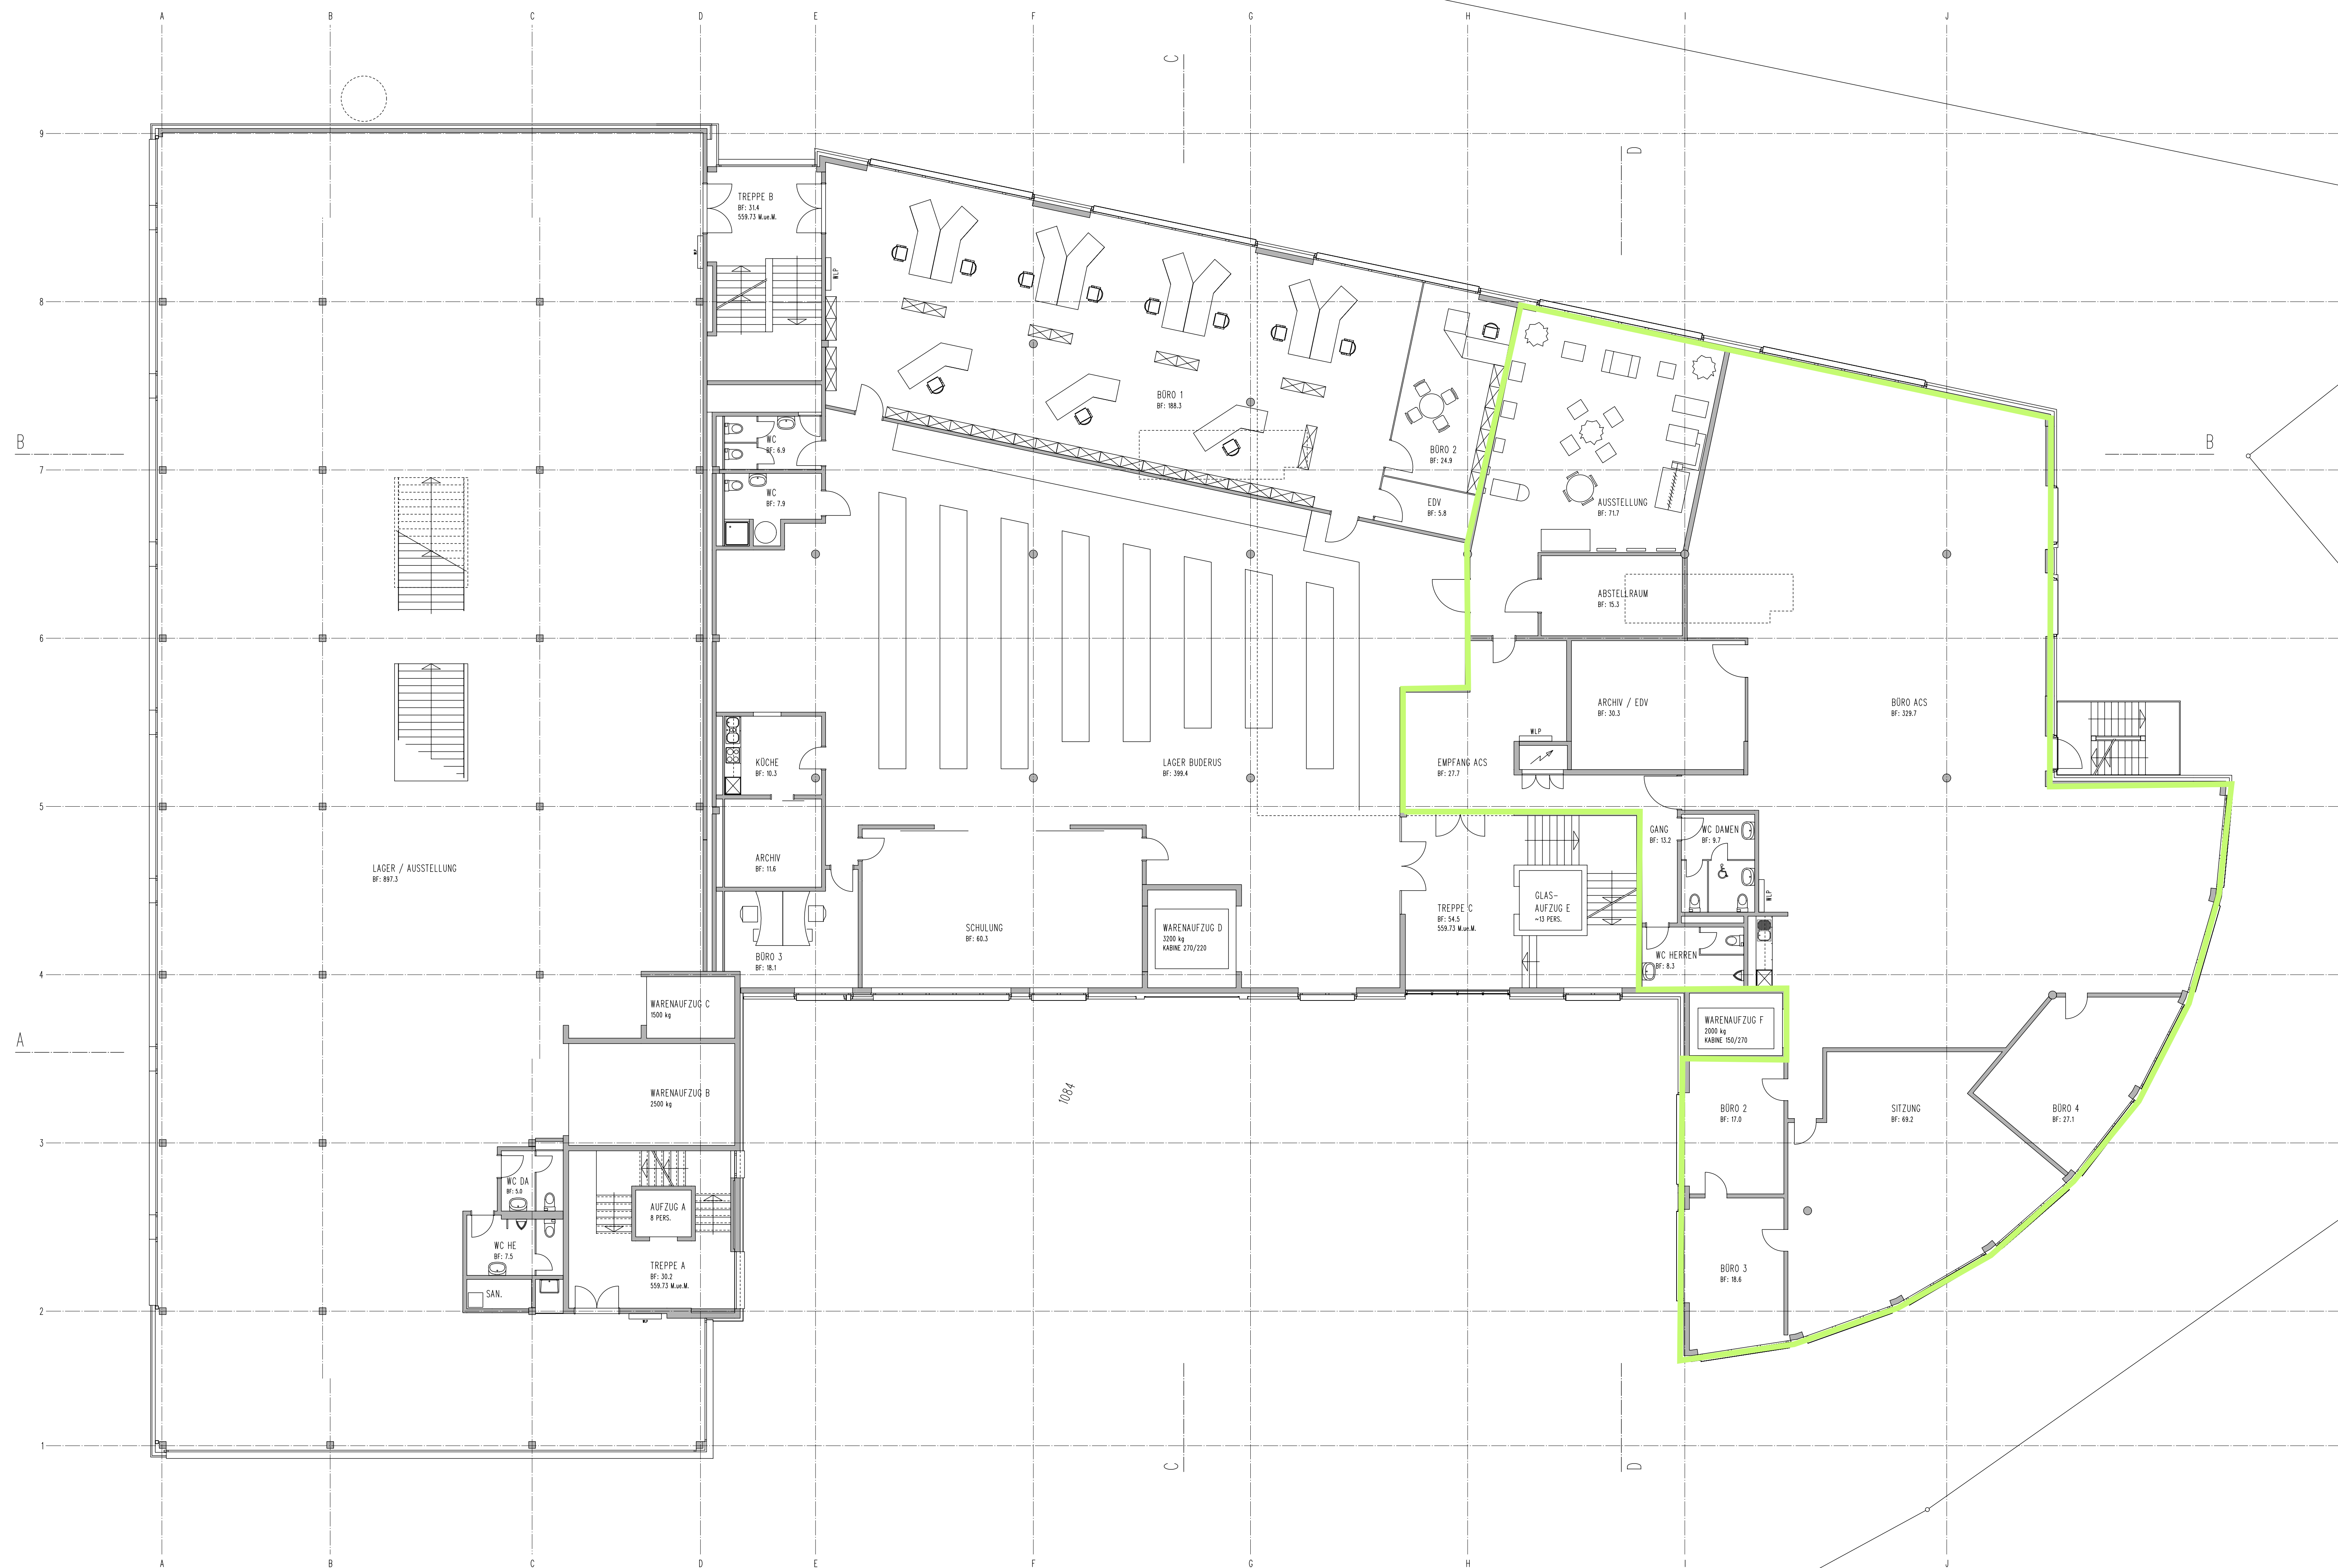 A B C D E F G H I J
C
D
9
TREPPE B
BF: 31.4
559.73 M.ue.M.
WLP
WLP
8
BÜRO 1
BF: 188.3
B
B
WC
BF: 6.9
BÜRO 2
BF: 24.9
7
WC
BF: 7.9
EDV
BF: 5.8
AUSSTELLUNG
BF: 71.7
ABSTELLRAUM
BF: 15.3
6
ARCHIV / EDV
BF: 30.3
BÜRO ACS
BF: 329.7
WLP
KÜCHE
BF: 10.3
LAGER BUDERUS
BF: 399.4
EMPFANG ACS
BF: 27.7
5
GANG
BF: 13.2
WC DAMEN
BF: 9.7
LAGER / AUSSTELLUNG
BF: 897.3
ARCHIV
BF: 11.6
WLP
GLAS-
AUFZUG E
~13 PERS.
TREPPE C
BF: 54.5
559.73 M.ue.M.
SCHULUNG
BF: 60.3
WARENAUFZUG D
3200 kg
KABINE 270/220
BÜRO 3
BF: 18.1
WC HERREN
BF: 8.3
4
WARENAUFZUG C
1500 kg
WARENAUFZUG F
2000 kg
KABINE 150/270
A
WARENAUFZUG B
2500 kg
1084
BÜRO 2
BF: 17.0
SITZUNG
BF: 69.2
BÜRO 4
BF: 27.1
3
WC DA
BF: 5.0
AUFZUG A
8 PERS.
WC HE
BF: 7.5
TREPPE A
BF: 30.2
559.73 M.ue.M.
BÜRO 3
BF: 18.6
SAN.
2
WLP
1
C
D
A B C D E F G H I J